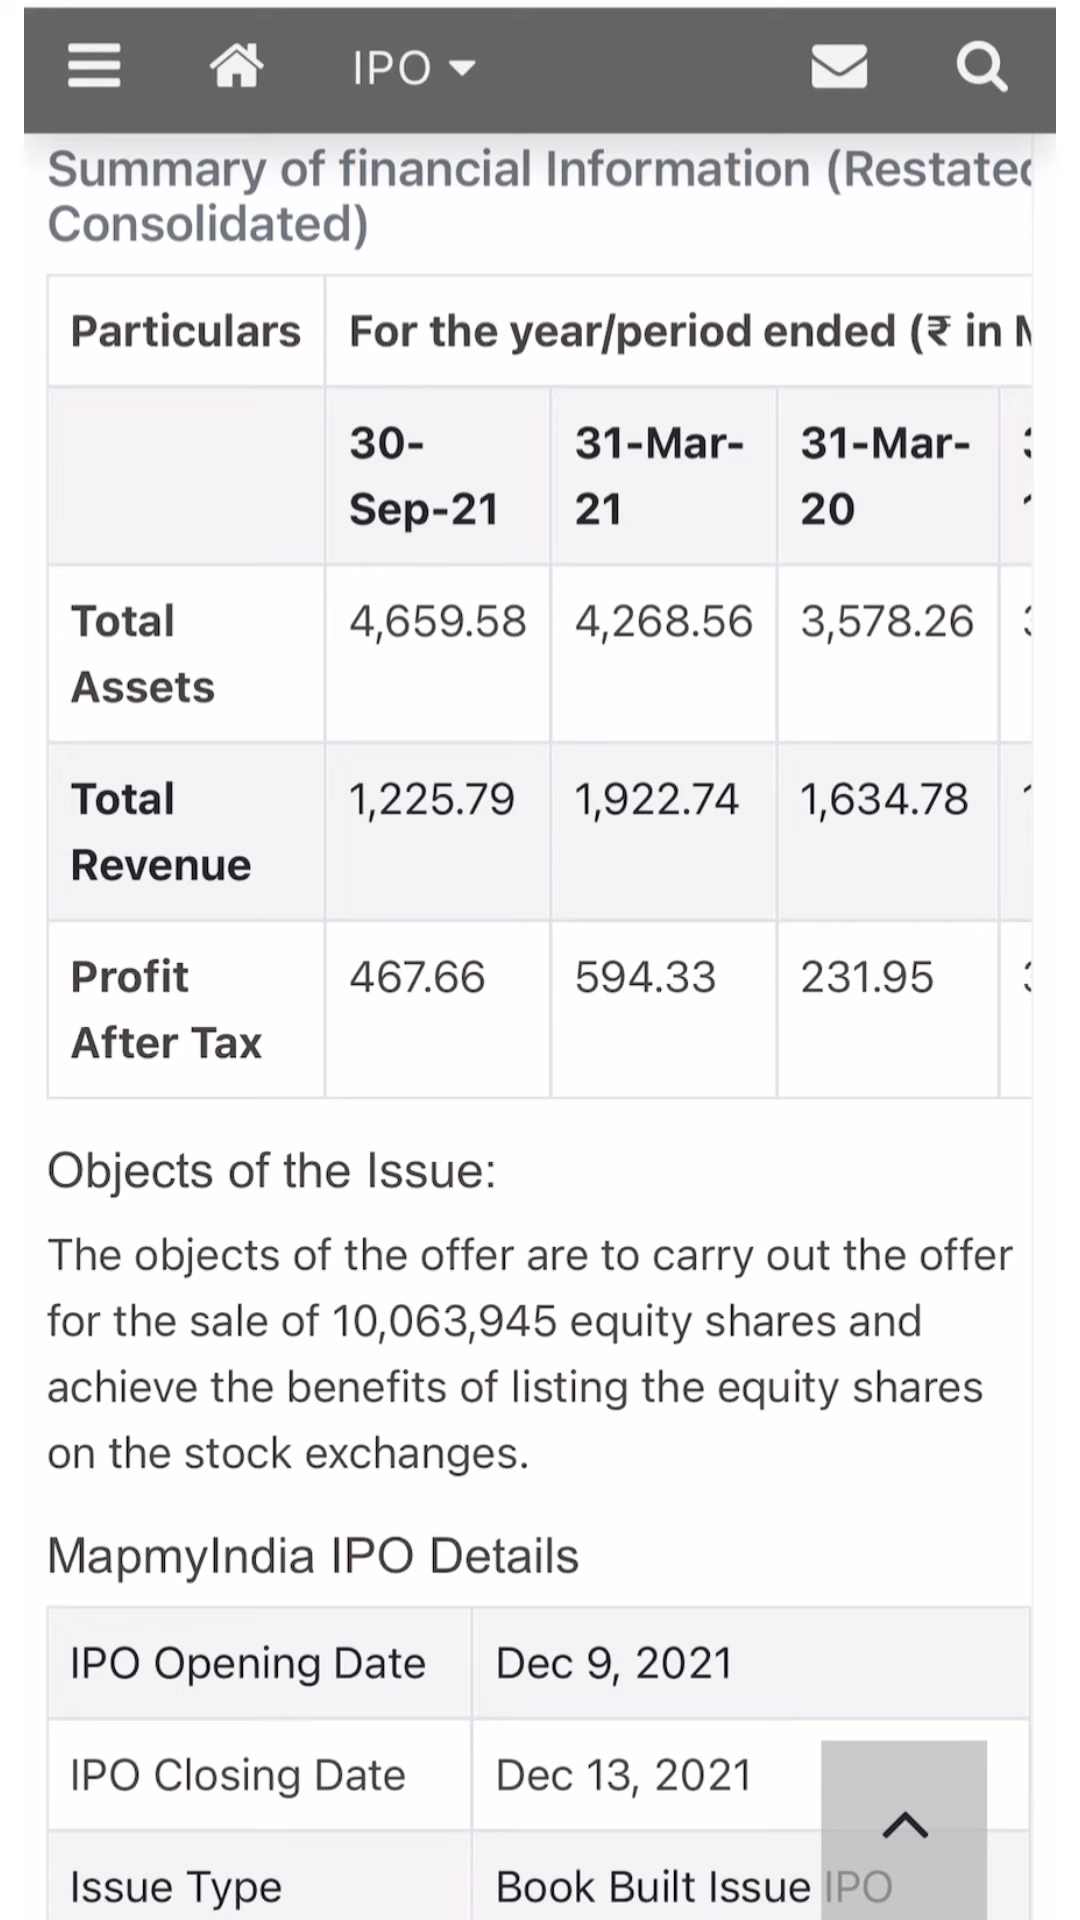 IPO
Summary of financial Information (Restated
Consolidated)
Particulars For the year/period ended (₹ in
30- 31-Mar- 31-Mar-
Sep-21 21 20
Total 4,659.58 4,268.56 3,578.26
Assets
Total 1,225.79 1,922.74 1,634.78
Revenue
Profit 467.66 594.33 231.95
After Tax
Objects of the Issue:
The objects of the offer are to carry out the offer
for the sale of 10,063,945 equity shares and
achieve the benefits of listing the equity shares
on the stock exchanges.
MapmyIndia IPO Details
IPO Opening Date Dec 9, 2021
IPO Closing Date Dec 13, 2021
Issue Type Book Built Issue IPO